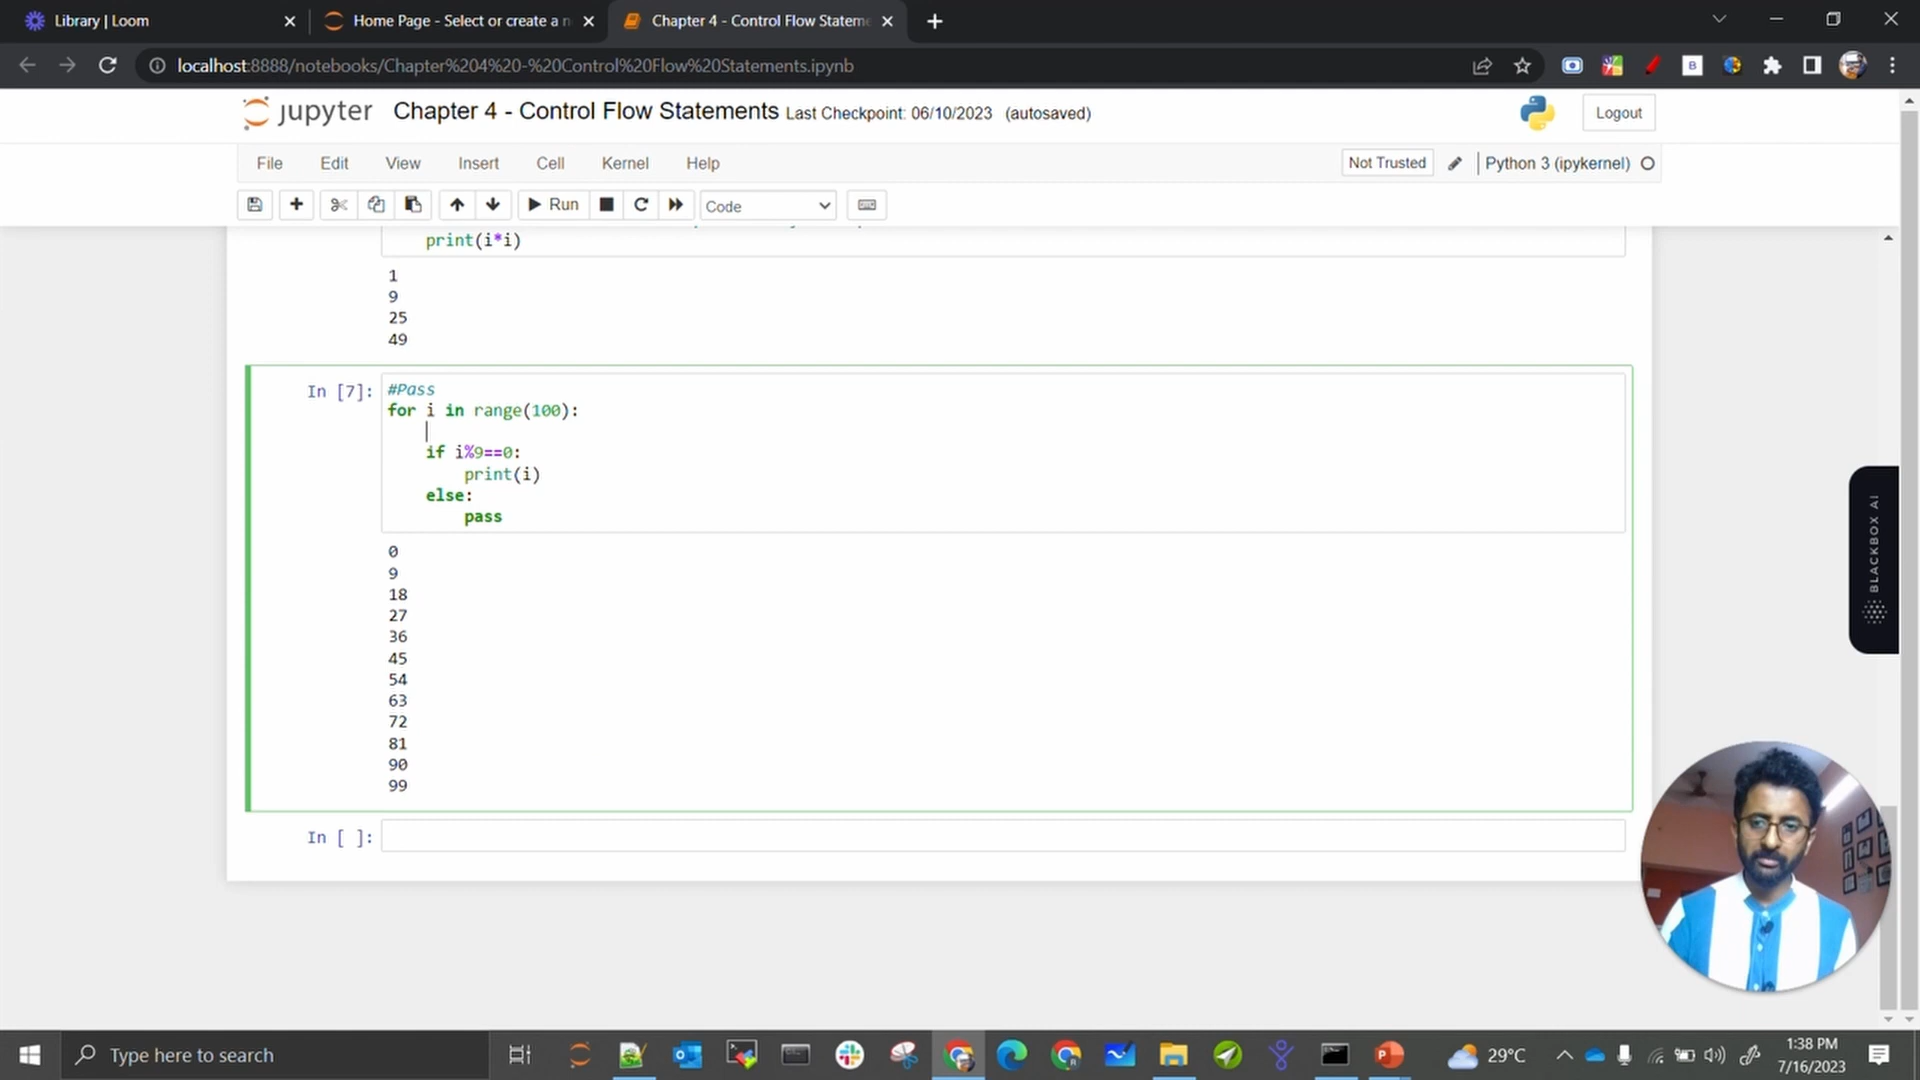 Library | Loom
Home Page - Select or create a n
Chapter 4 - Control Flow Stateme
localhost:8888/notebooks/Chapter%204%20-%20Control%20Flow%20Statements.ipynb
B
jupyter Chapter 4 - Control Flow Statements Last Checkpoint: 06/10/2023 (autosaved)
Logout
File Edit View Insert Cell Kernel Help
Not Trusted
Python 3 (ipykernel)
Run
Code
print(i*i)
1
9
25
49
In [7]:
#Pass
for i in range(100):
if i%9==0:
print(i)
else:
pass
0
9
18
27
36
45
54
63
72
81
90
99
In [ ]:
BLACKBOX AI
Type here to search
29°C
1:38 PM
7/16/2023